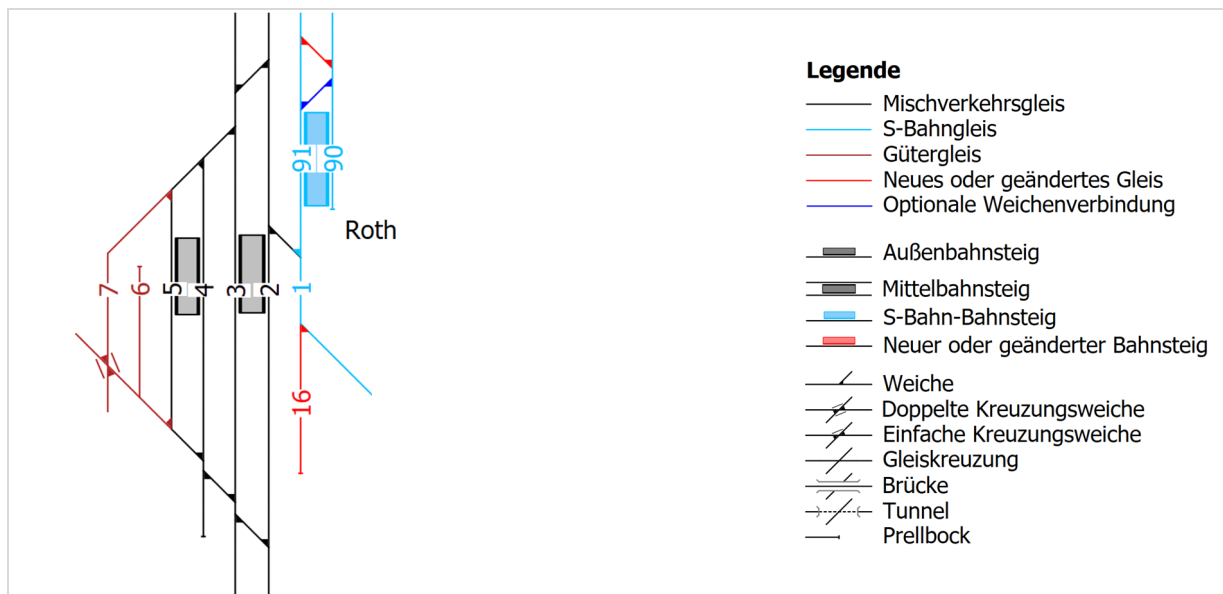 91
90
Roth
7
6
5
4
3
2
1
16
Legende
Mischverkehrsgleis
S-Bahngleis
Gütergleis
Neues oder geändertes Gleis
Optionale Weichenverbindung
Außenbahnsteig
Mittelbahnsteig
S-Bahn-Bahnsteig
Neuer oder geänderter Bahnsteig
Weiche
Doppelte Kreuzungsweiche
Einfache Kreuzungsweiche
Gleiskreuzung
Brücke
Tunnel
Prellbock